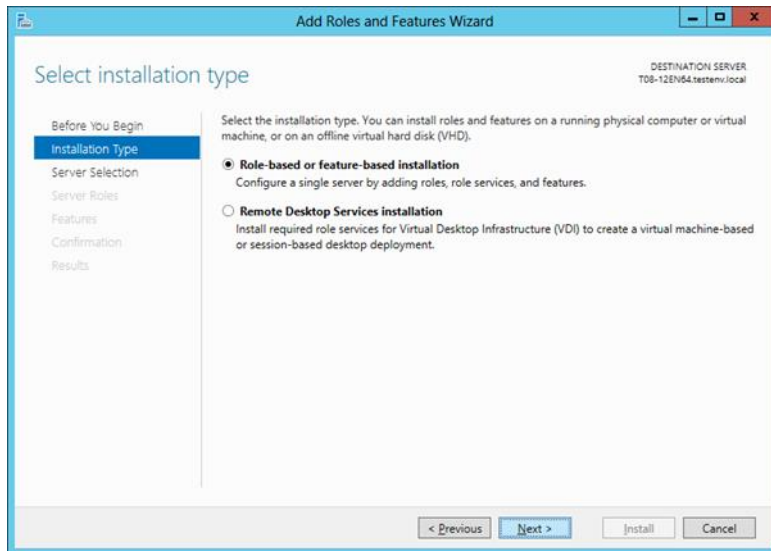 Add Roles and Features Wizard
Select installation type
DESTINATION SERVER
T08-12EN64.testenv.local
Before You Begin
Installation Type
Server Selection
Server Roles
Features
Confirmation
Results
Select the installation type. You can install roles and features on a running physical computer or virtual
machine, or on an offline virtual hard disk (VHD).
Role-based or feature-based installation
Configure a single server by adding roles, role services, and features.
Remote Desktop Services installation
Install required role services for Virtual Desktop Infrastructure (VDI) to create a virtual machine-based
or session-based desktop deployment.
< Previous
Next >
Install
Cancel